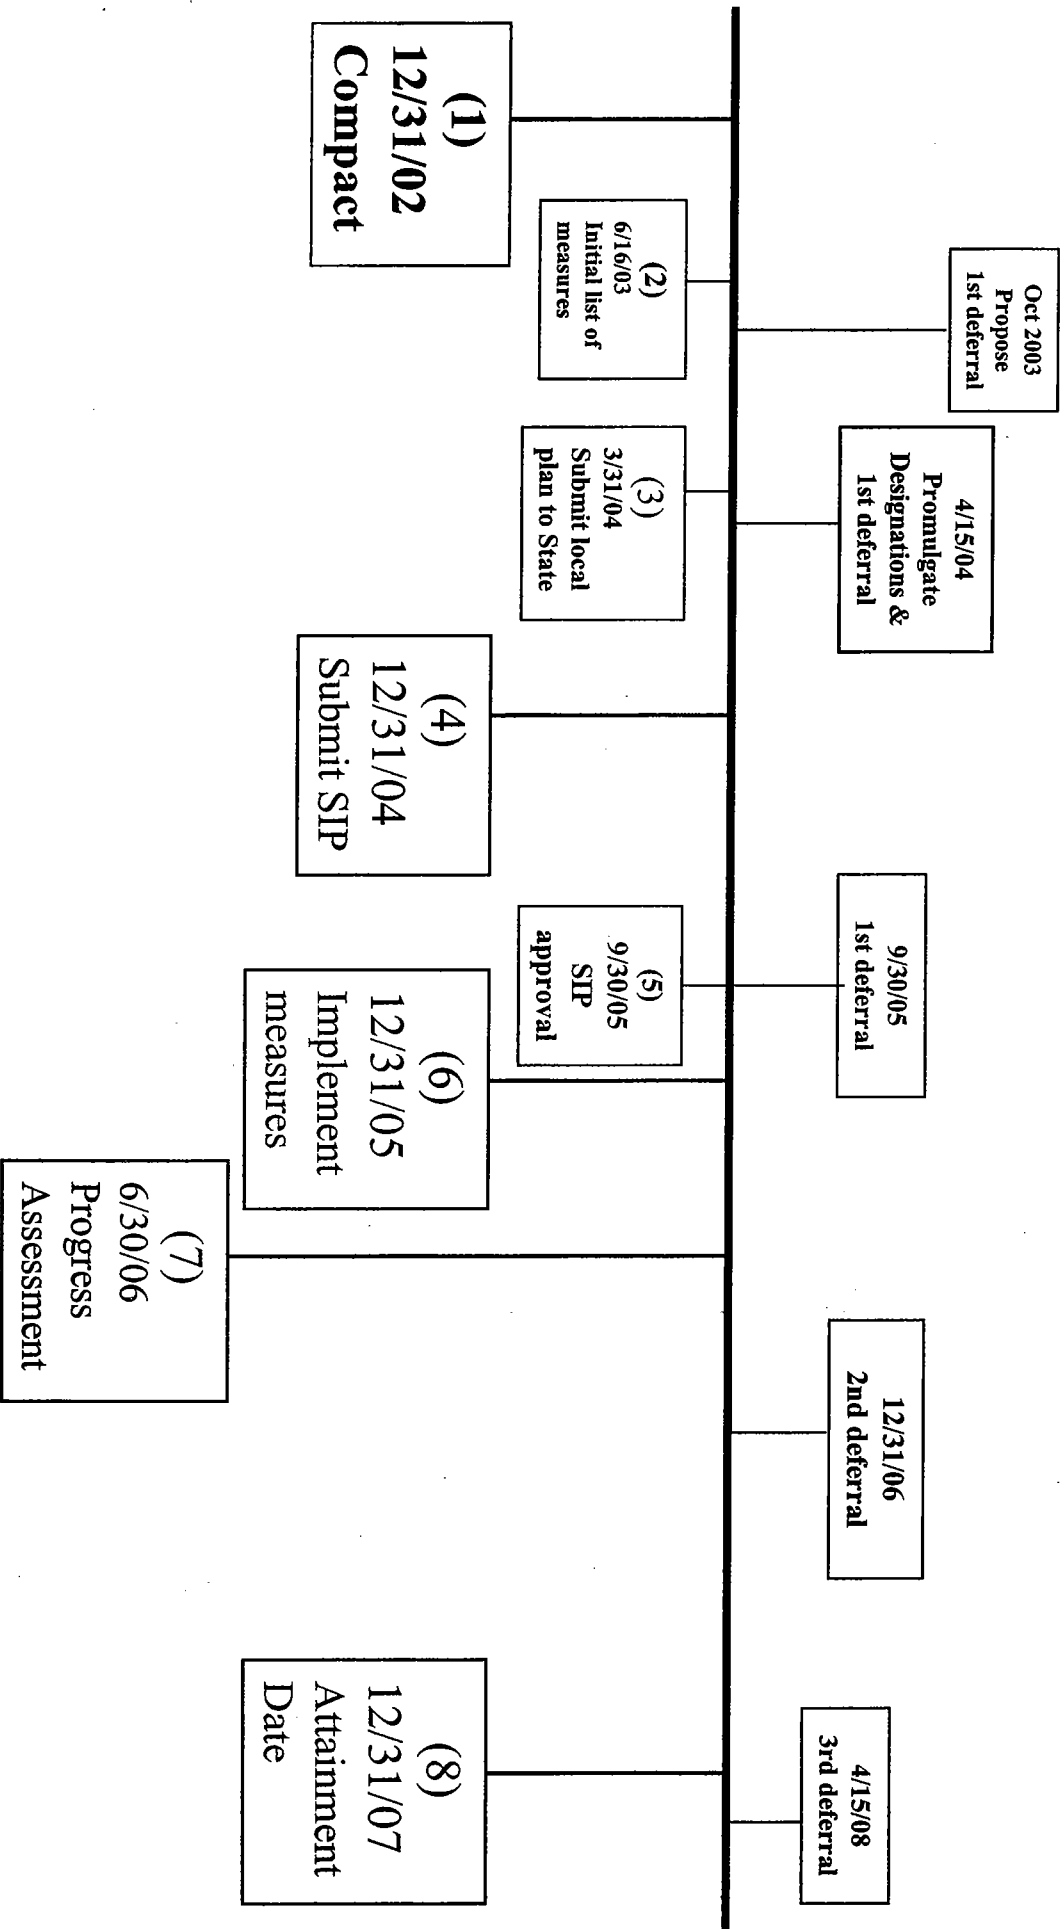 Oct 2003
Propose
1st deferral
4/15/04
Promulgate
Designations &
1st deferral
9/30/05
1st deferral
12/31/06
2nd deferral
4/15/08
3rd deferral
(1)
12/31/02
Compact
(2)
6/16/03
Initial list of
measures
(3)
3/31/04
Submit local
plan to State
(4)
12/31/04
Submit SIP
(5)
9/30/05
SIP
approval
(6)
12/31/05
Implement
measures
(7)
6/30/06
Progress
Assessment
(8)
12/31/07
Attainment
Date